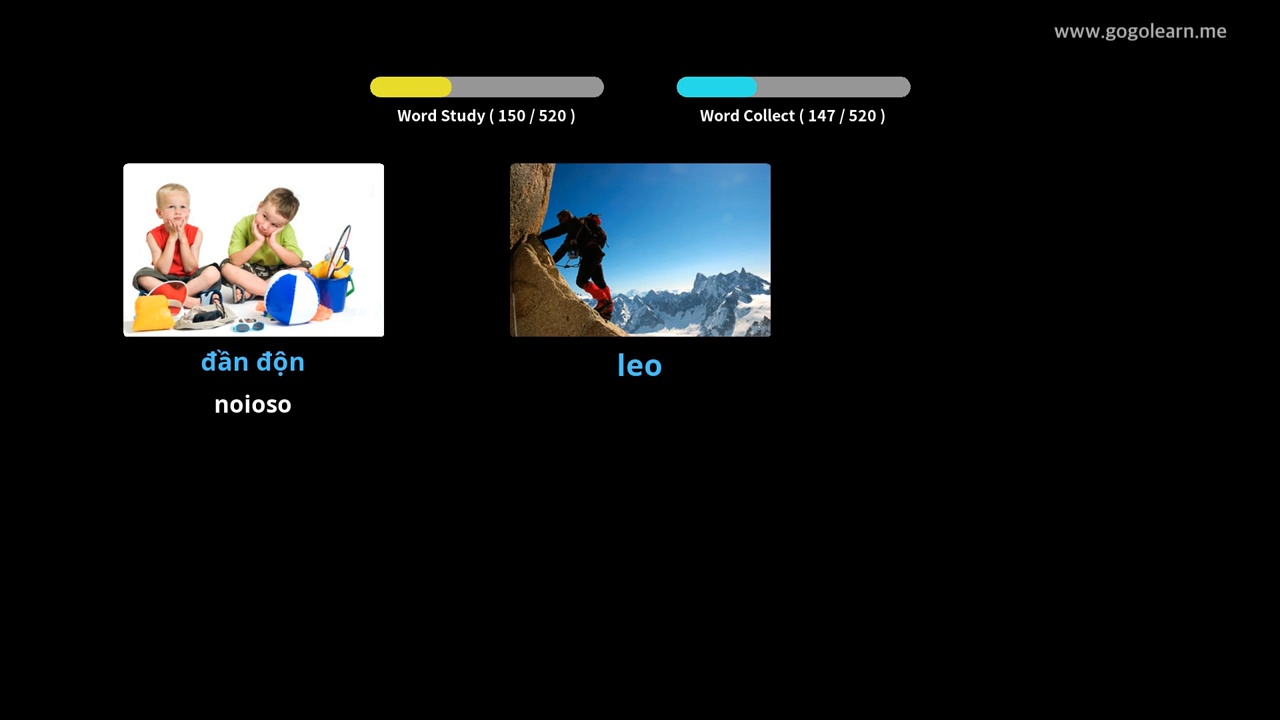 www.gogolearn.me
Word Study ( 150 / 520 )
Word Collect ( 147 / 520 )
đần độn
noioso
leo